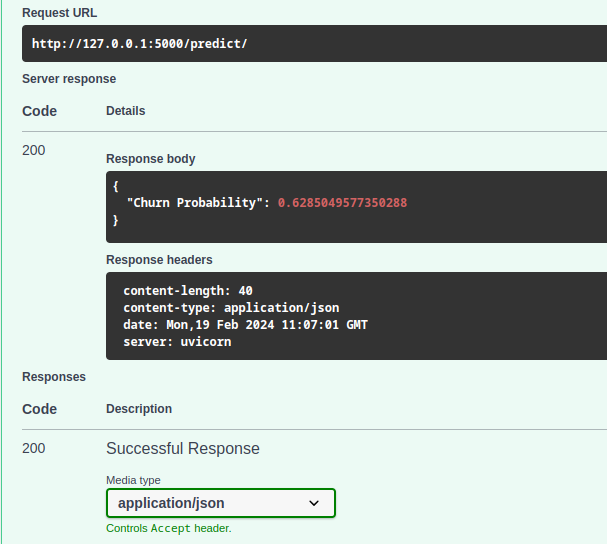 Request URL
http://127.0.0.1:5000/predict/
Server response
Code Details
200
Response body
{
"Churn Probability": 0.6285049577350288
}
Response headers
content-length: 40
content-type: application/json
date: Mon,19 Feb 2024 11:07:01 GMT
server: uvicorn
Responses
Code Description
200 Successful Response
Media type
application/json
Controls Accept header.